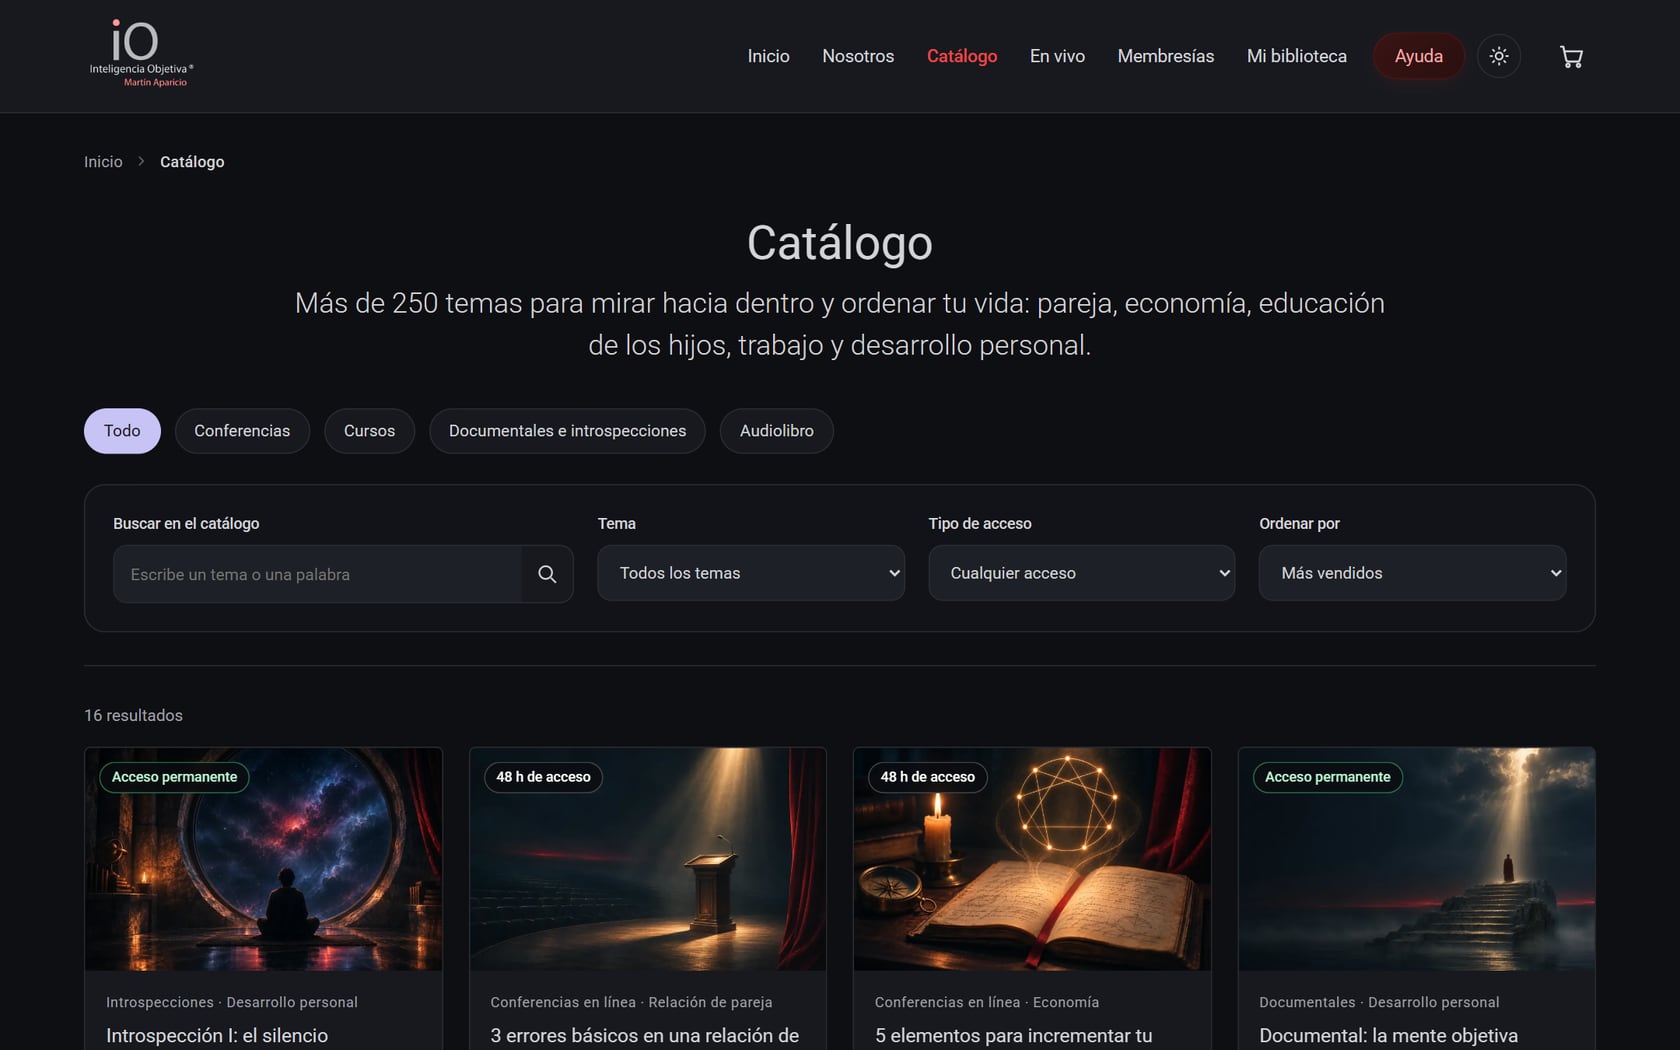 iO
Inteligencia Objetiva ®
Martín Aparicio
Inicio
Nosotros
Catálogo
En vivo
Membresías
Mi biblioteca
Ayuda
Inicio
Catálogo
Catálogo
Más de 250 temas para mirar hacia dentro y ordenar tu vida: pareja, economía, educación
de los hijos, trabajo y desarrollo personal.
Todo
Conferencias
Cursos
Documentales e introspecciones
Audiolibro
Buscar en el catálogo
Escribe un tema o una palabra
Tema
Todos los temas
Tipo de acceso
Cualquier acceso
Ordenar por
Más vendidos
16 resultados
Acceso permanente
Introspecciones · Desarrollo personal
Introspección I: el silencio
48 h de acceso
Conferencias en línea · Relación de pareja
3 errores básicos en una relación de
48 h de acceso
Conferencias en línea · Economía
5 elementos para incrementar tu
Acceso permanente
Documentales · Desarrollo personal
Documental: la mente objetiva